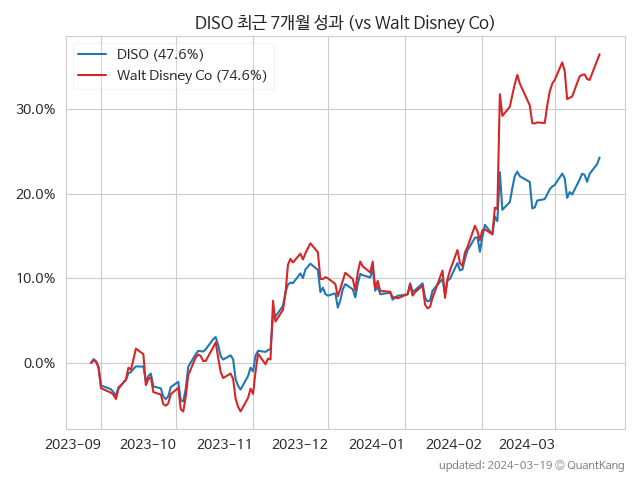 DISO 최근 7개월 성과 (vs Walt Disney Co)
DISO (47.6%)
Walt Disney Co (74.6%)
30.0%
20.0%
10.0%
0.0%
2023-09 2023-10 2023-11 2023-12 2024-01 2024-02 2024-03
updated: 2024-03-19 © QuantKang